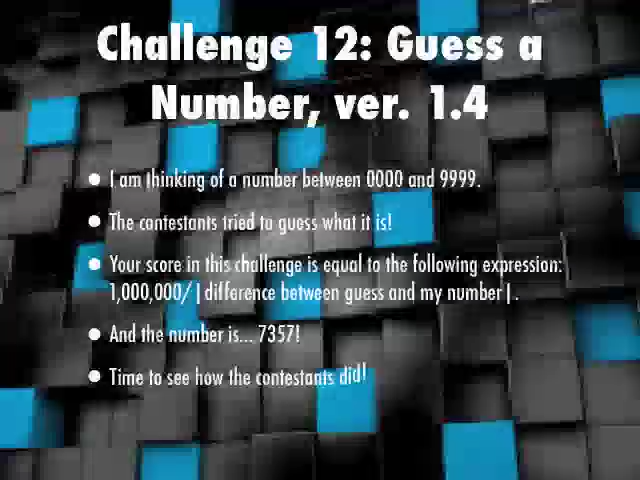 Challenge 12: Guess a
Number, ver. 1.4
• I am thinking of a number between 0000 and 9999.
• The contestants tried to guess what it is!
• Your score in this challenge is equal to the following expression:
1,000,000/|difference between guess and my number|.
• And the number is... 7357!
• Time to see how the contestants did!